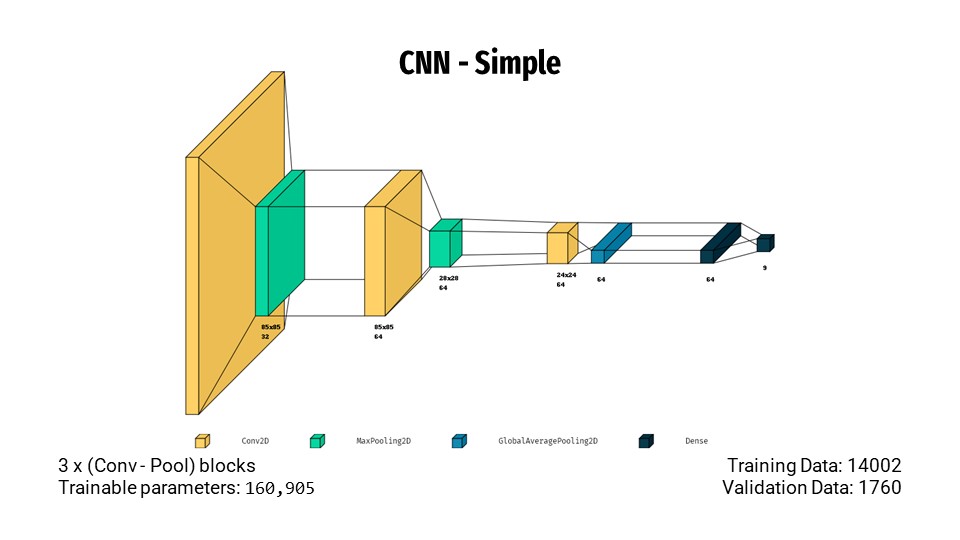 CNN - Simple
85x85
32
85x85
64
28x28
64
24x24
64
64
64
9
Conv2D
MaxPooling2D
GlobalAveragePooling2D
Dense
3 x (Conv - Pool) blocks
Trainable parameters: 160,905
Training Data: 14002
Validation Data: 1760